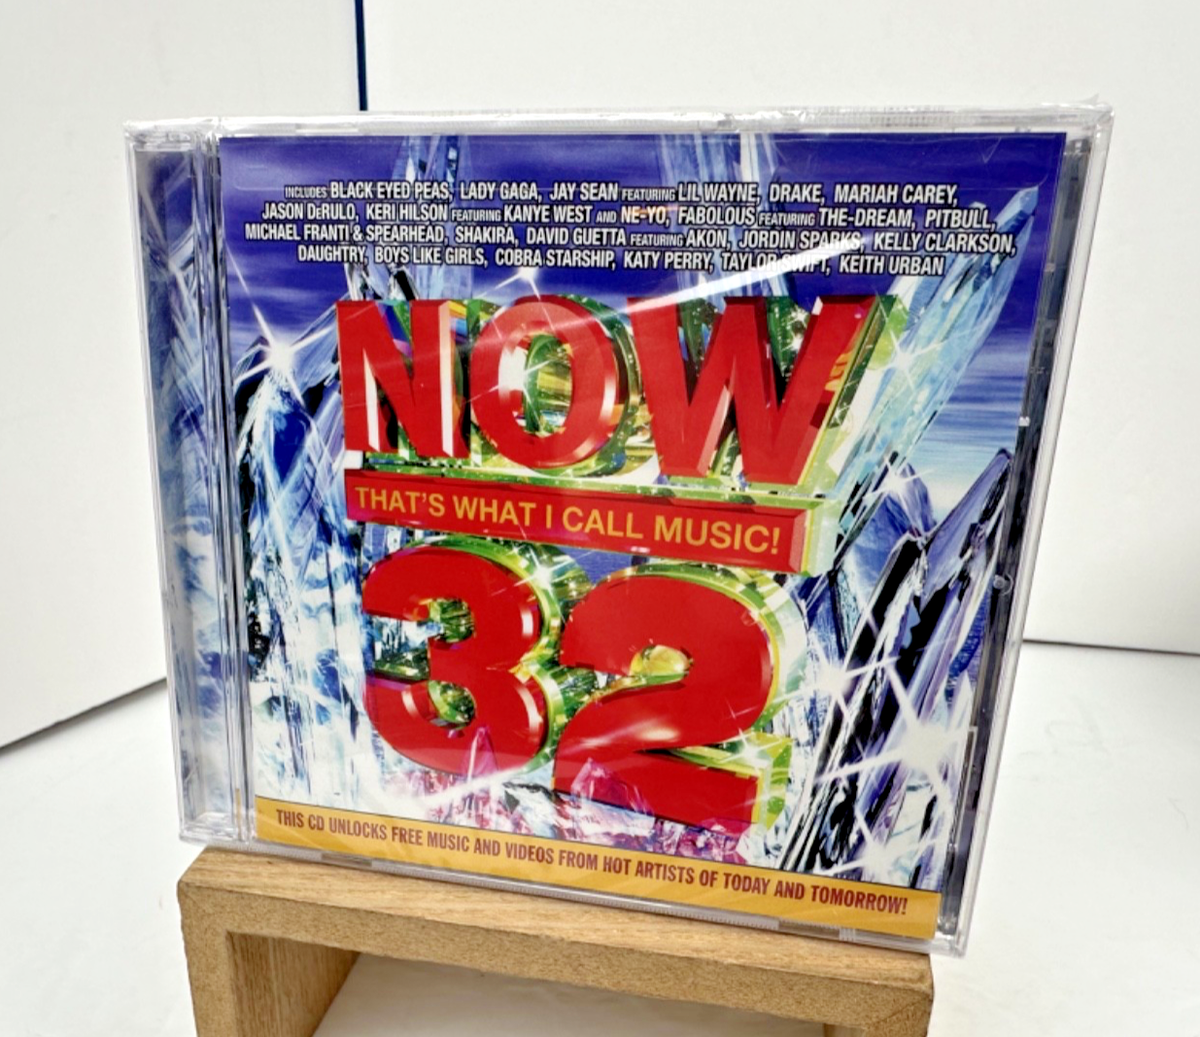 INCLUDES BLACK EYED PEAS, LADY GAGA, JAY SEAN FEATURING LIL WAYNE, DRAKE, MARIAH CAREY,
JASON DERULO, KERI HILSON FEATURING KANYE WEST AND NE-YO, FABOLOUS FEATURING THE-DREAM, PITBULL,
MICHAEL FRANTI & SPEARHEAD, SHAKIRA, DAVID GUETTA FEATURING AKON, JORDIN SPARKS, KELLY CLARKSON,
DAUGHTRY, BOYS LIKE GIRLS, COBRA STARSHIP, KATY PERRY, TAYLOR SWIFT, KEITH URBAN
NOW
THAT'S WHAT I CALL MUSIC!
32
THIS CD UNLOCKS FREE MUSIC AND VIDEOS FROM HOT ARTISTS OF TODAY AND TOMORROW!